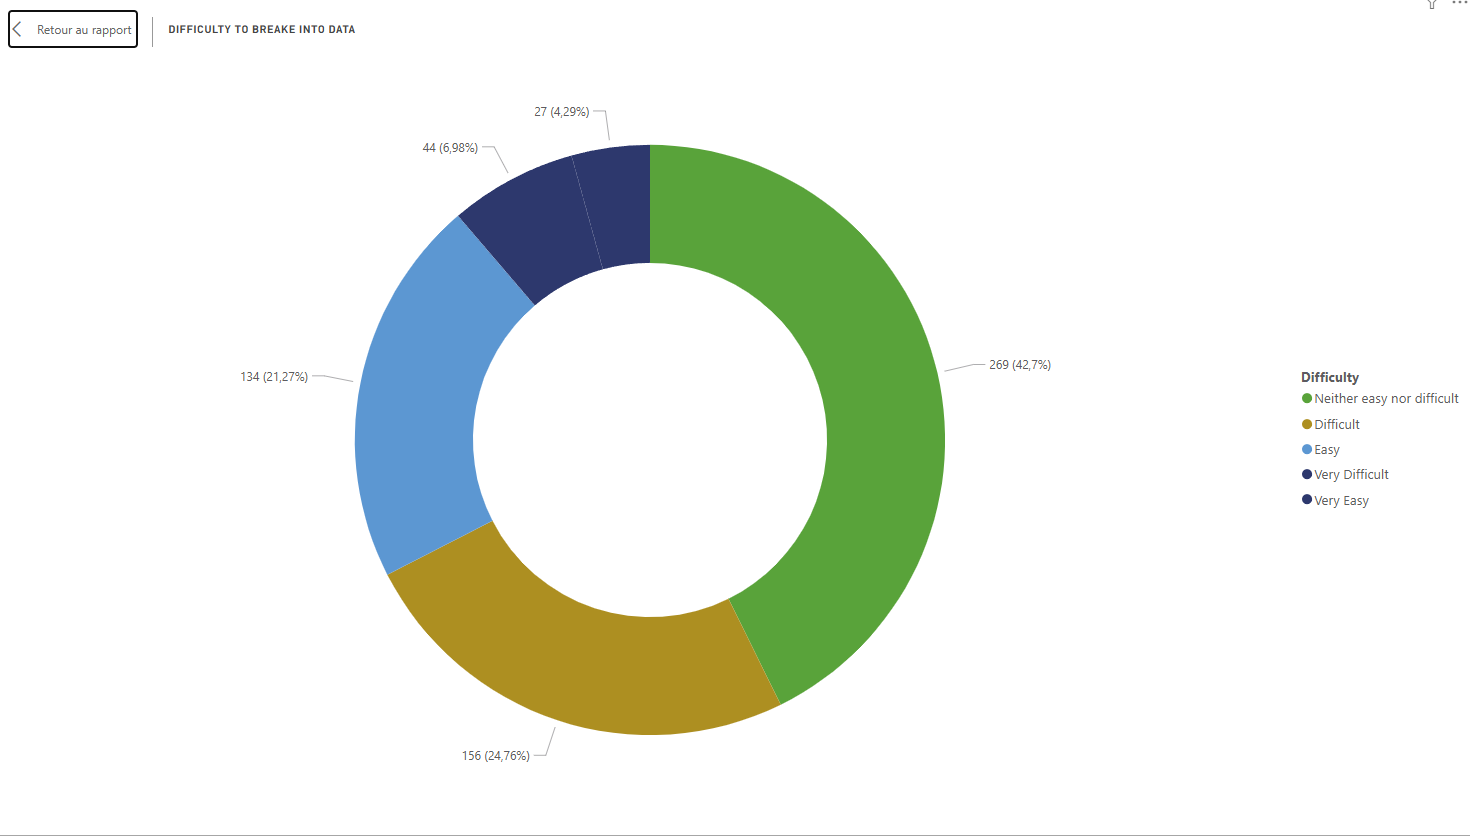 Retour au rapport
DIFFICULTY TO BREAKE INTO DATA
27 (4,29%)
44 (6,98%)
134 (21,27%)
269 (42,7%)
156 (24,76%)
Difficulty
Neither easy nor difficult
Difficult
Easy
Very Difficult
Very Easy